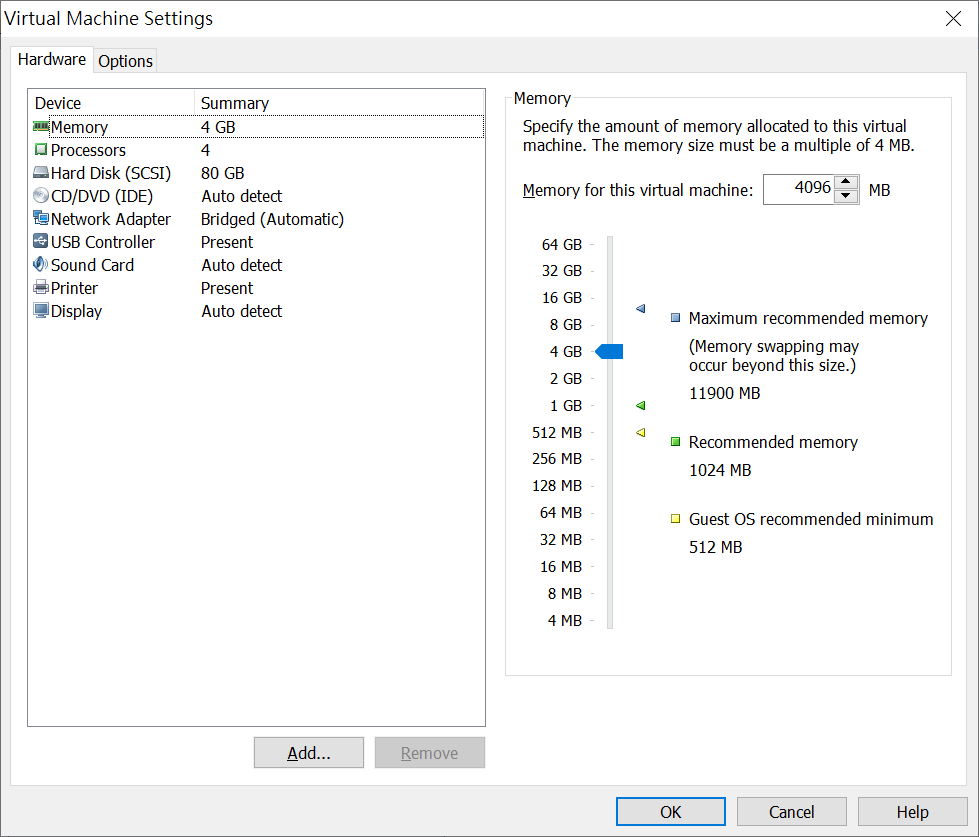 Virtual Machine Settings
Hardware
Options
Device Summary
Memory 4 GB
Processors 4
Hard Disk (SCSI) 80 GB
CD/DVD (IDE) Auto detect
Network Adapter Bridged (Automatic)
USB Controller Present
Sound Card Auto detect
Printer Present
Display Auto detect
Add...
Remove
Memory
Specify the amount of memory allocated to this virtual
machine. The memory size must be a multiple of 4 MB.
Memory for this virtual machine: 4096 MB
64 GB
32 GB
16 GB
8 GB
4 GB
2 GB
1 GB
512 MB
256 MB
128 MB
64 MB
32 MB
16 MB
8 MB
4 MB
Maximum recommended memory
(Memory swapping may
occur beyond this size.)
11900 MB
Recommended memory
1024 MB
Guest OS recommended minimum
512 MB
OK
Cancel
Help